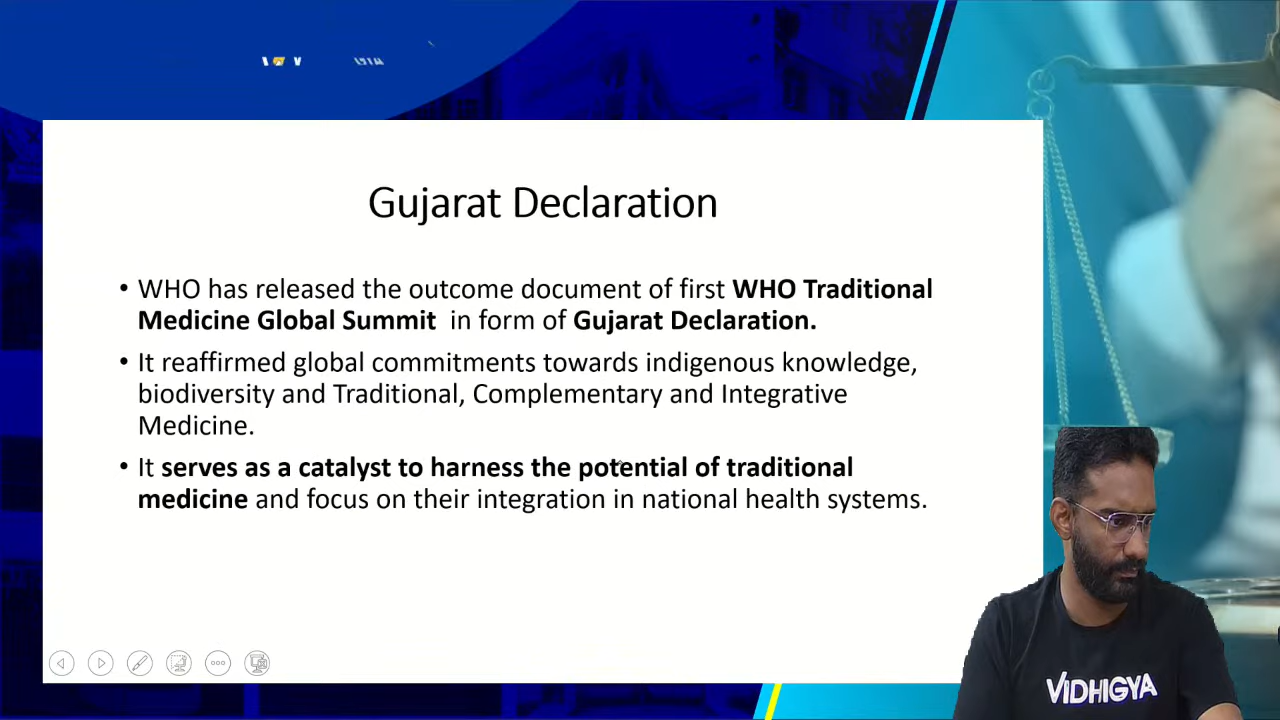 Gujarat Declaration
• WHO has released the outcome document of first WHO Traditional
Medicine Global Summit in form of Gujarat Declaration.
• It reaffirmed global commitments towards indigenous knowledge,
biodiversity and Traditional, Complementary and Integrative
Medicine.
• It serves as a catalyst to harness the potential of traditional
medicine and focus on their integration in national health systems.
VIDHIGYA